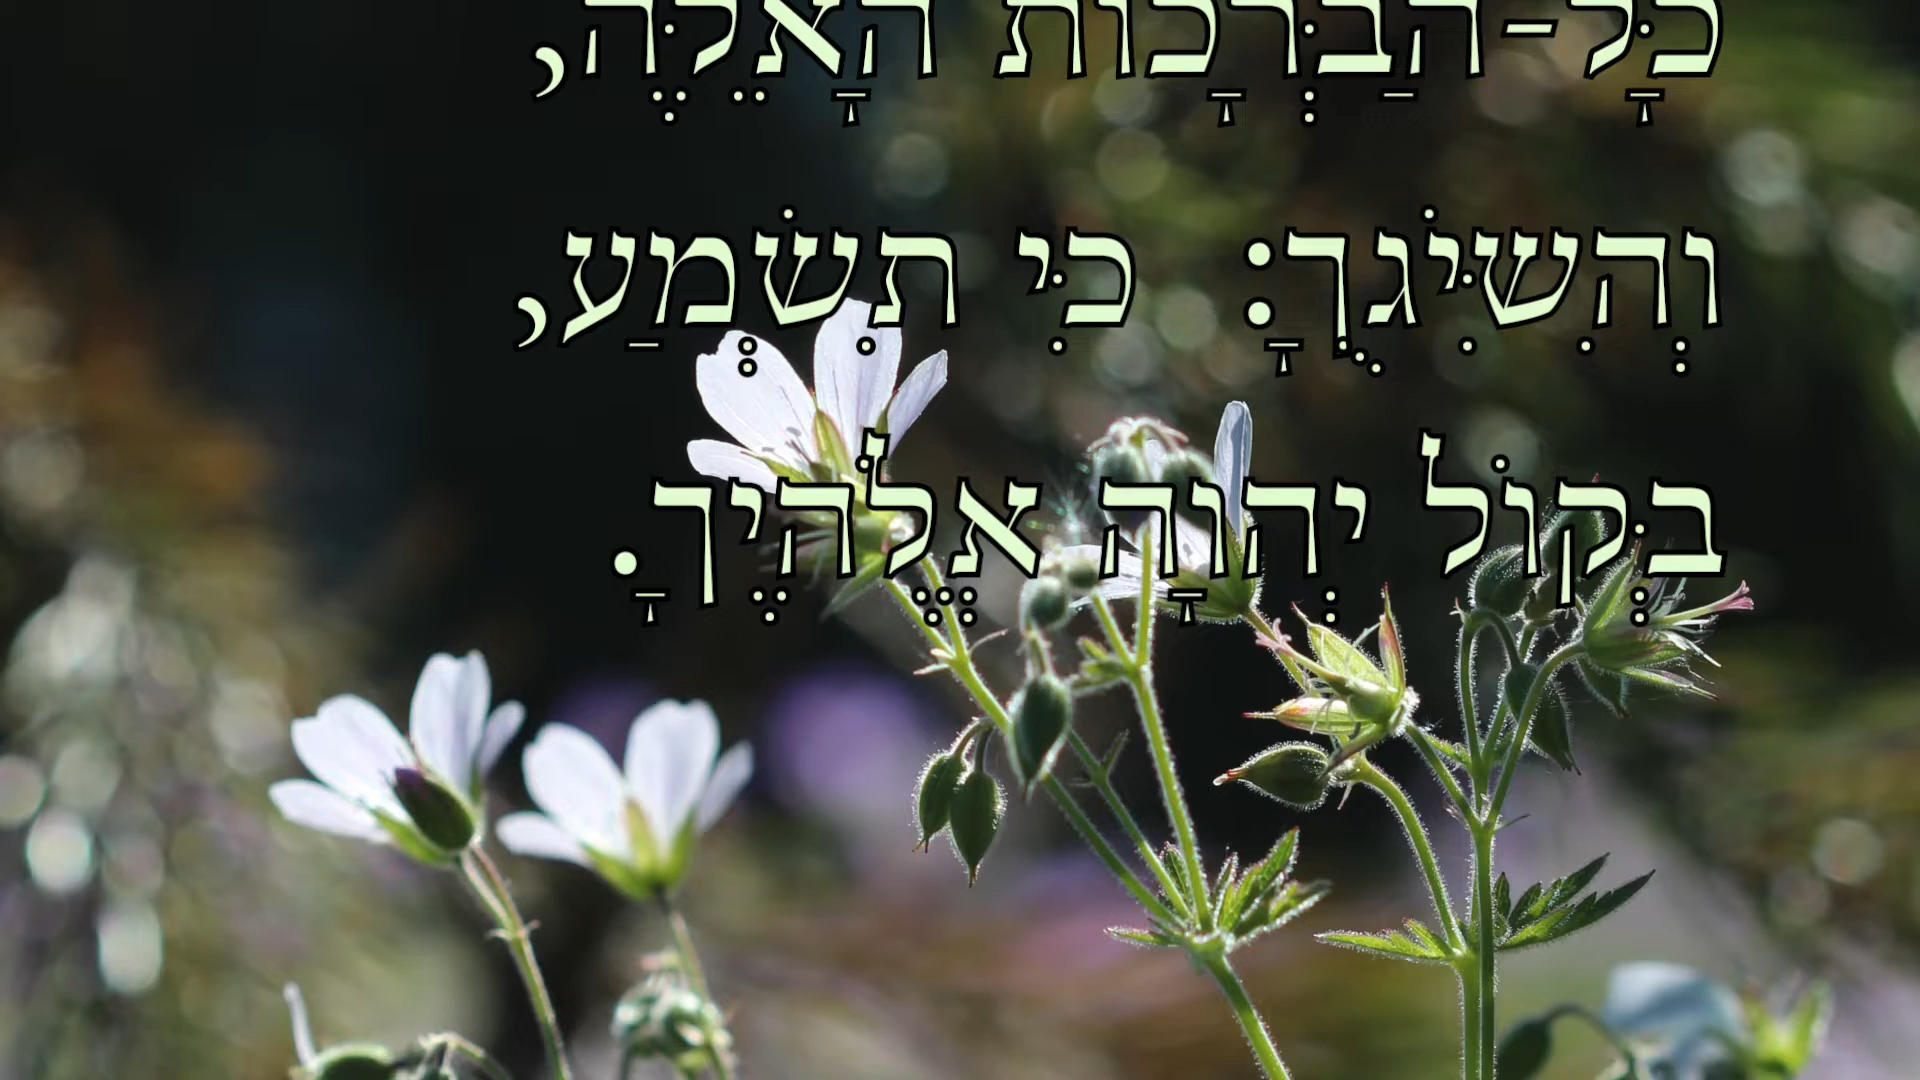 כָּל-הַבְּרָכוֹת הָאֵלֶּה,
וְהִשִּׂיגֻךָ: כִּי תִשְׁמַע,
בְּקוֹל יְהוָה אֱלֹהֶיךָ.